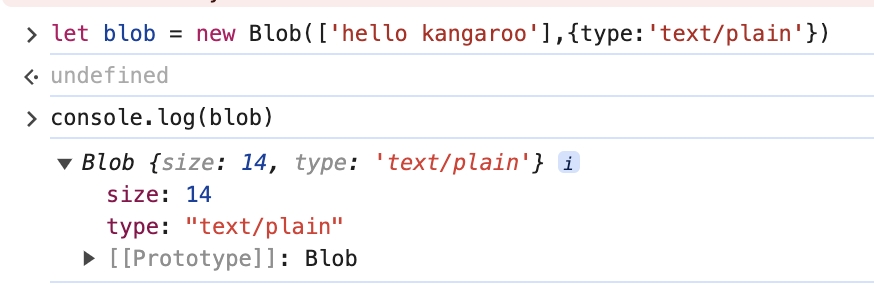 let blob = new Blob(['hello kangaroo'],{type:'text/plain'})
undefined
console.log(blob)
Blob {size: 14, type: 'text/plain'} i
size: 14
type: "text/plain"
[[Prototype]]: Blob